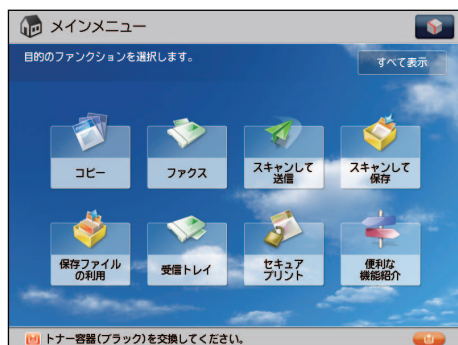 メインメニュー
目的のファンクションを選択します。
すべて表示
コピー
ファクス
スキャンして
送信
スキャンして
保存
保存ファイル
の利用
受信トレイ
セキュア
プリント
便利な
機能紹介
トナー容器(ブラック)を交換してください。